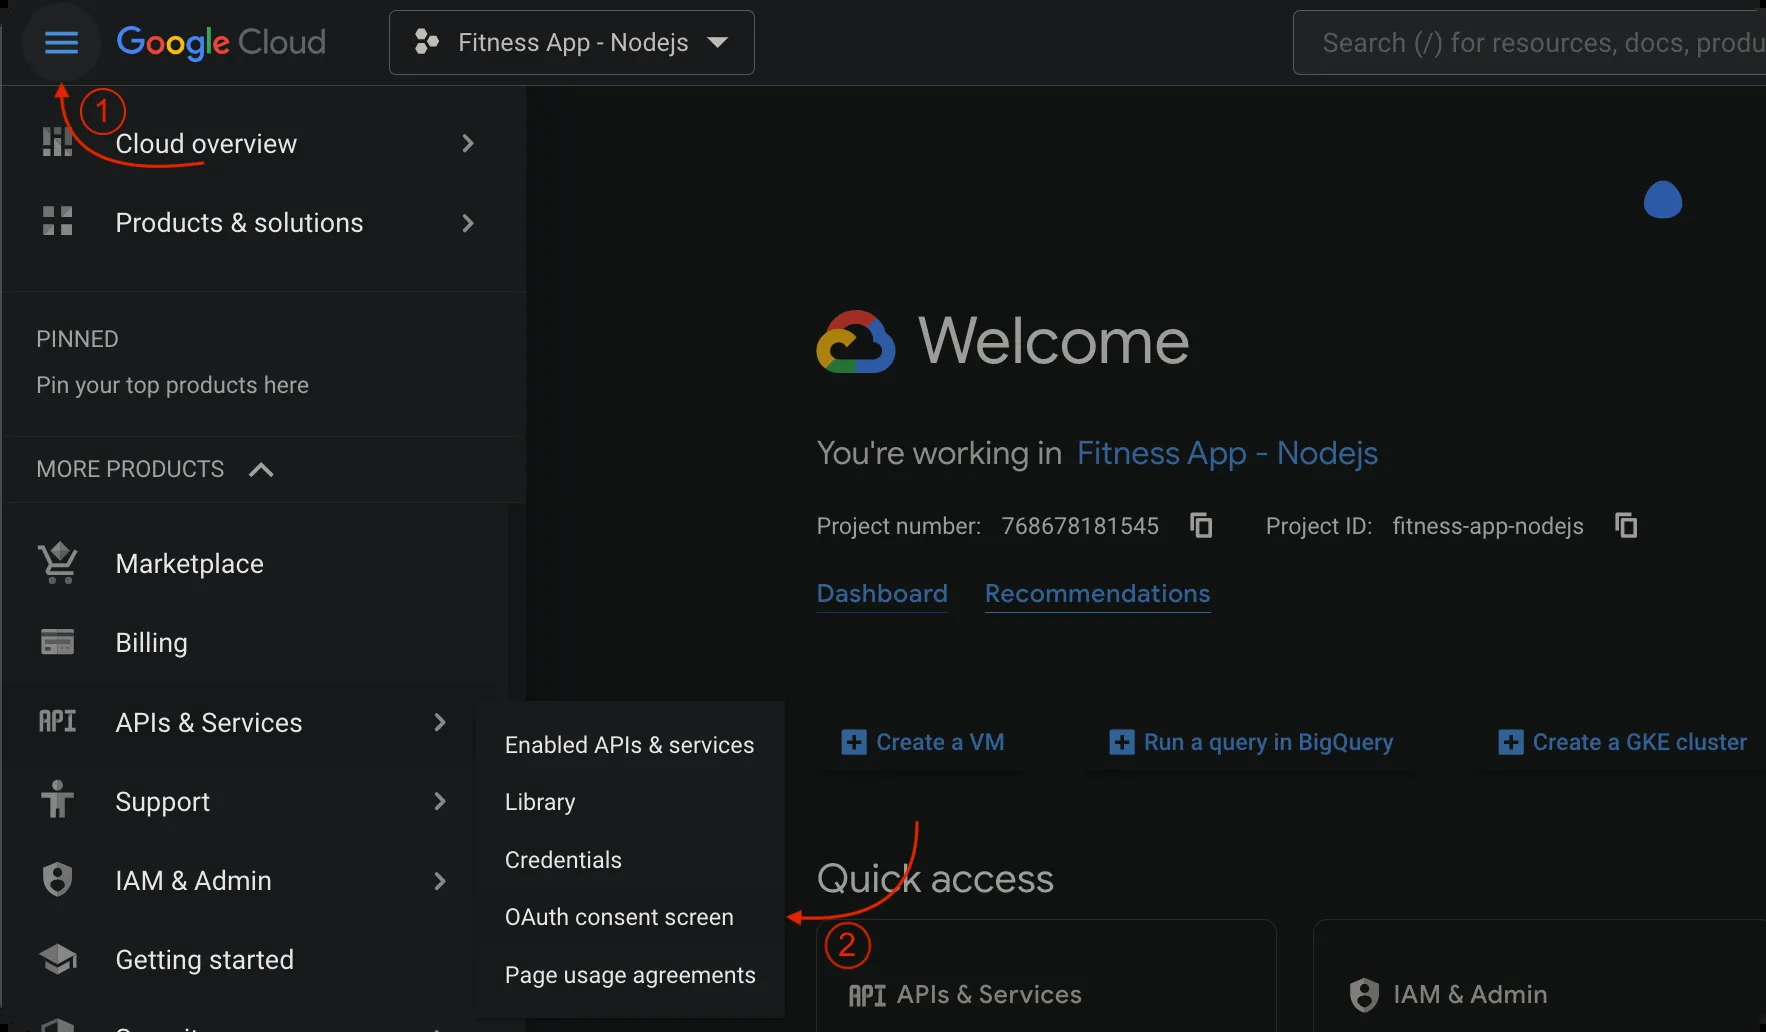 Google Cloud
Fitness App - Nodejs
Search (/) for resources, docs, produ
1
Cloud overview
Products & solutions
PINNED
Pin your top products here
MORE PRODUCTS
Marketplace
Billing
API APIs & Services
Support
IAM & Admin
Getting started
Enabled APIs & services
Library
Credentials
OAuth consent screen
Page usage agreements
2
Welcome
You're working in Fitness App - Nodejs
Project number: 768678181545 Project ID: fitness-app-nodejs
Dashboard Recommendations
Create a VM Run a query in BigQuery Create a GKE cluster
Quick access
API APIs & Services
IAM & Admin